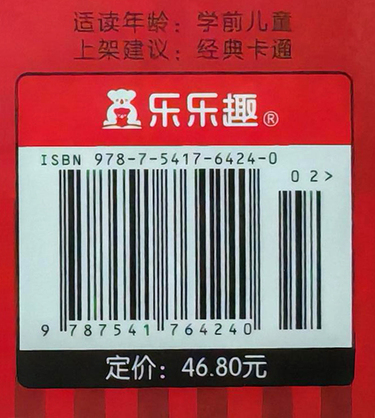 适读年龄：学前儿童
上架建议：经典卡通
乐乐趣®
ISBN 978-7-5417-6424-0
02>
9 787541 764240
定价：46.80元